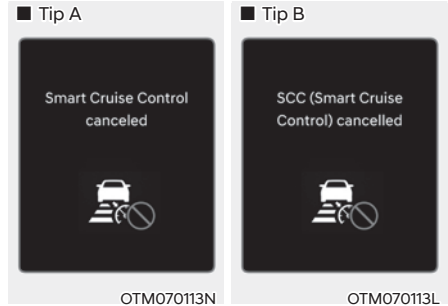 ■ Tip A
Smart Cruise Control
canceled
OTM070113N
■ Tip B
SCC (Smart Cruise
Control) cancelled
OTM070113L